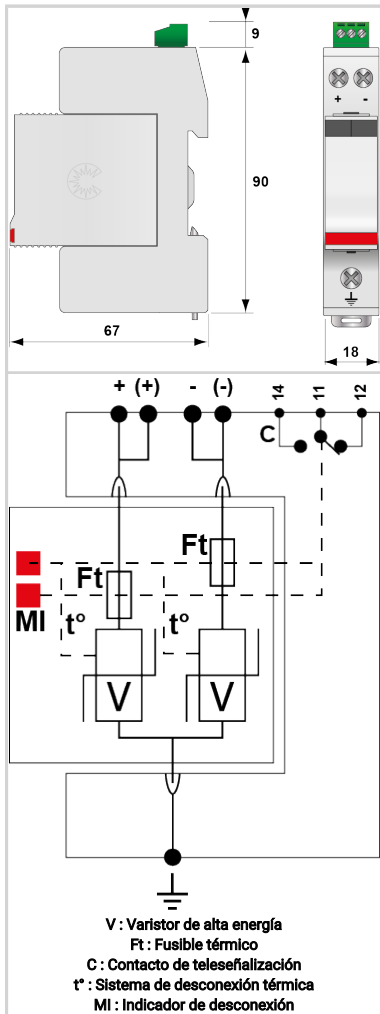 9
+ -
90
67
18
+ (+) - (-) 14 11 12
C
Ft
Ft
MI t° t°
V V
V : Varistor de alta energía
Ft : Fusible térmico
C : Contacto de teleseñalización
t° : Sistema de desconexión térmica
MI : Indicador de desconexión